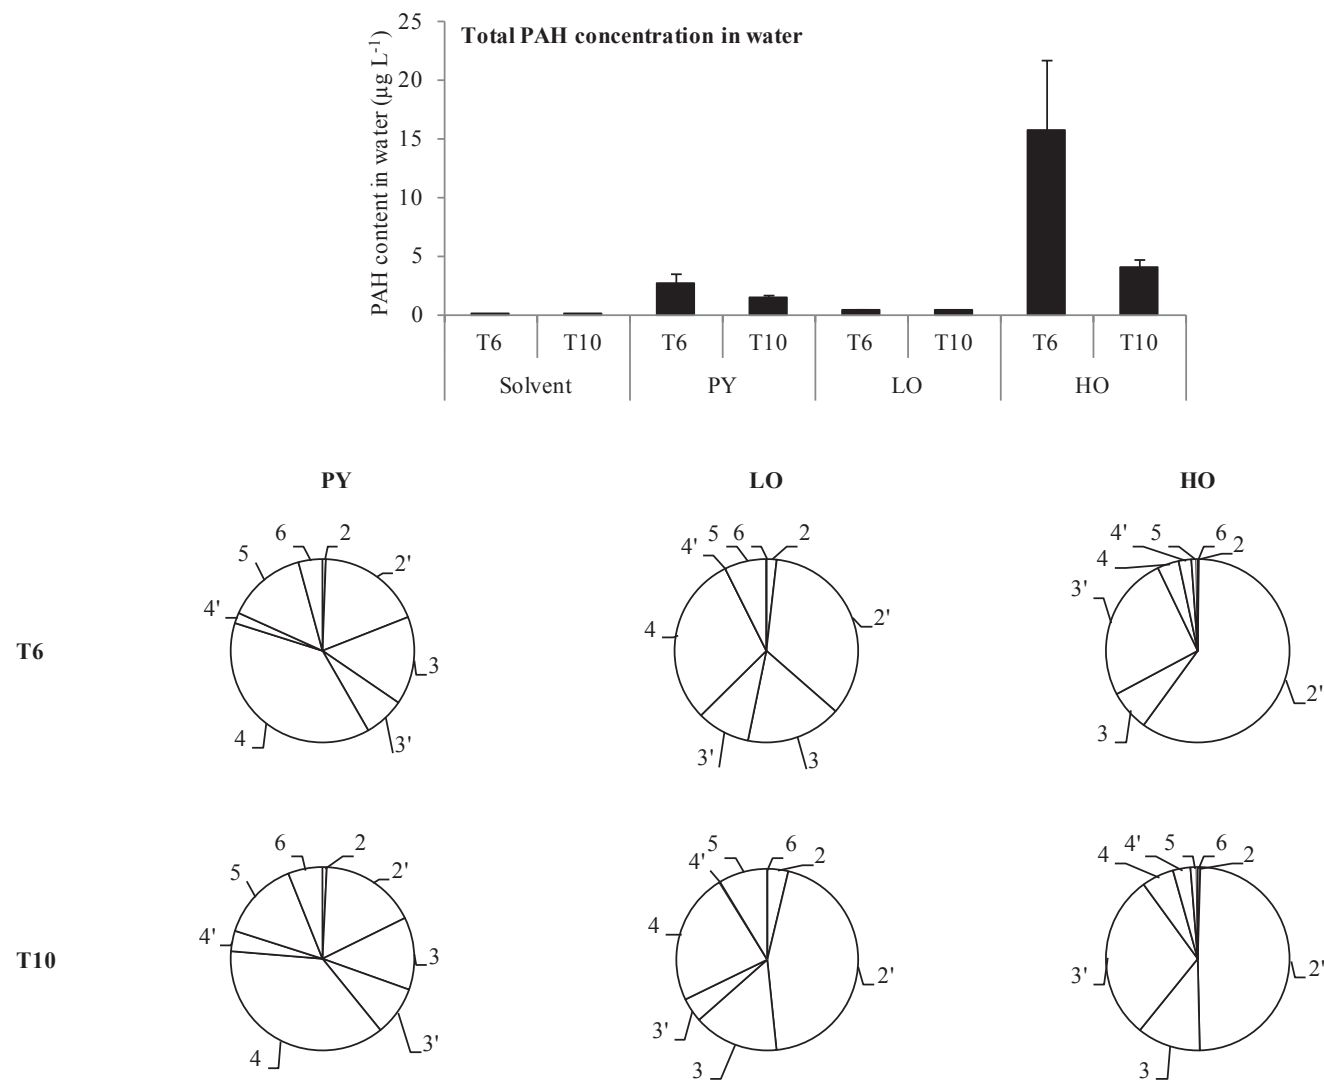 Total PAH concentration in water
PAH content in water (µg L-1)
25
20
15
10
5
0
T6 T10 T6 T10 T6 T10 T6 T10
Solvent PY LO HO
PY LO HO
T6
6 2 2' 3 3' 4 4' 5
5 6 2 2' 3 3' 4 4'
4' 5 6 2 2' 3 3' 4
T10
6 2 2' 3 3' 4 4' 5
5 6 2 2' 3 3' 4 4'
4' 5 6 2 2' 3 3' 4